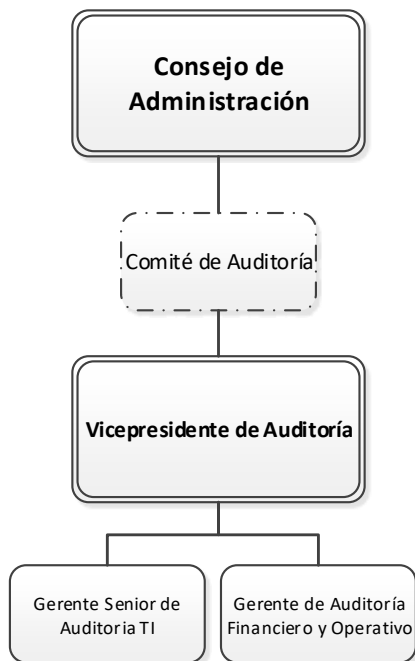 Consejo de
Administración
Comité de Auditoría
Vicepresidente de Auditoría
Gerente Senior de
Auditoria TI
Gerente de Auditoría
Financiero y Operativo